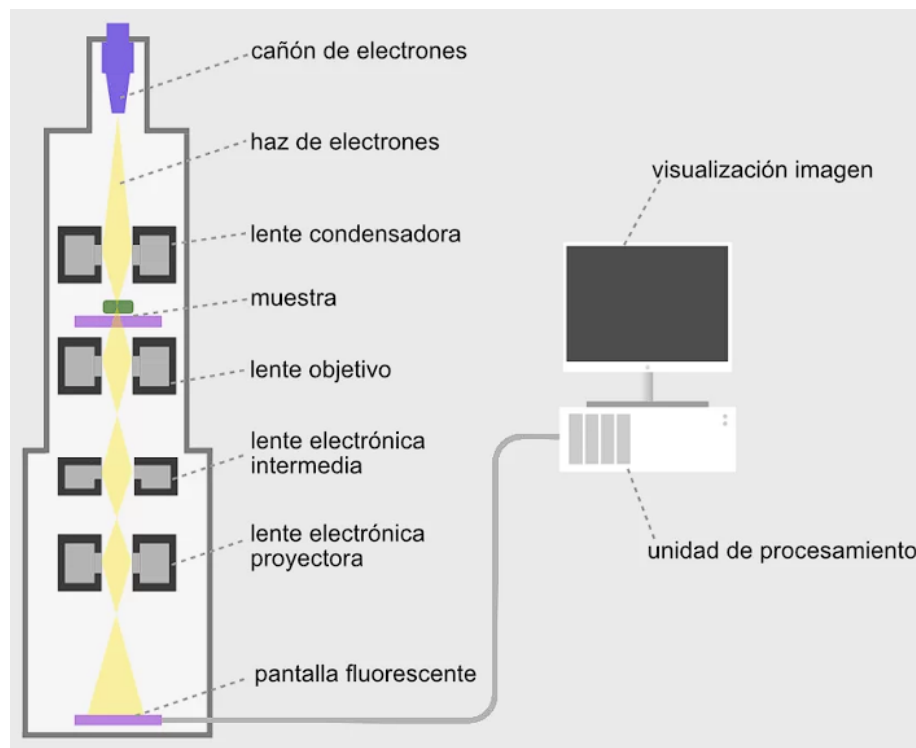 cañón de electrones
haz de electrones
visualización imagen
lente condensadora
muestra
lente objetivo
lente electrónica
intermedia
lente electrónica
proyectora
unidad de procesamiento
pantalla fluorescente